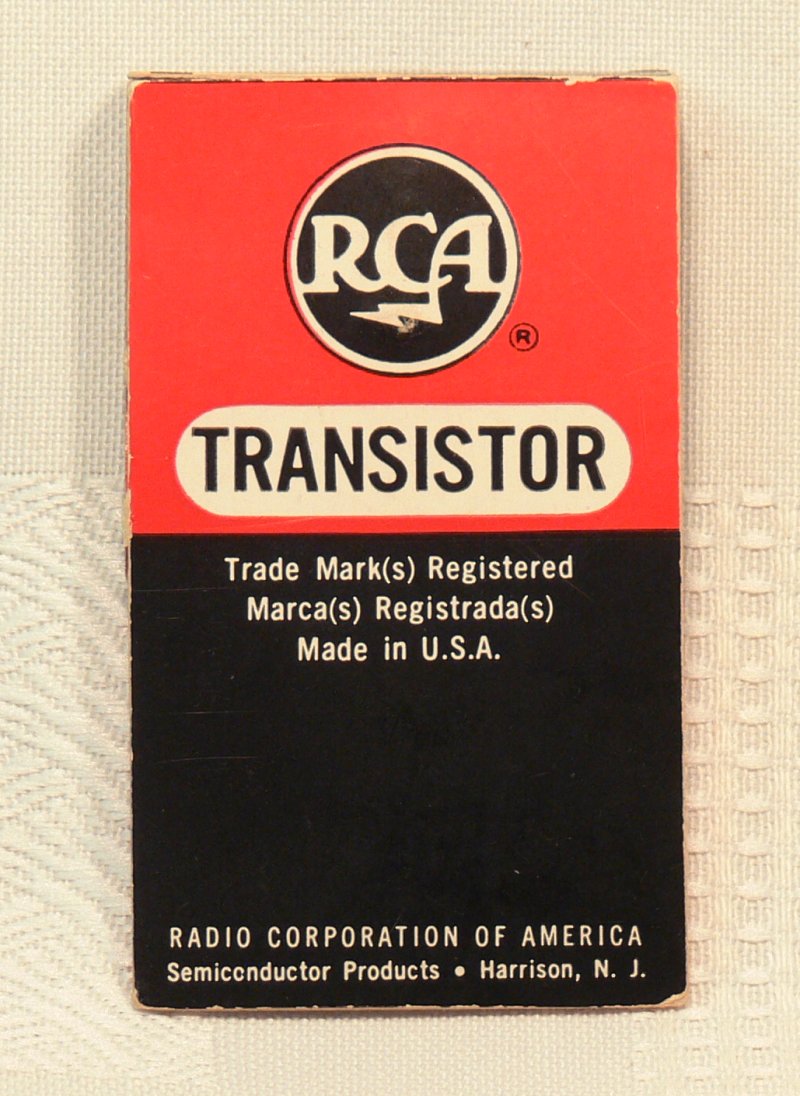 RCA
®
TRANSISTOR
Trade Mark(s) Registered
Marca(s) Registrada(s)
Made in U.S.A.
RADIO CORPORATION OF AMERICA
Semiconductor Products • Harrison, N. J.